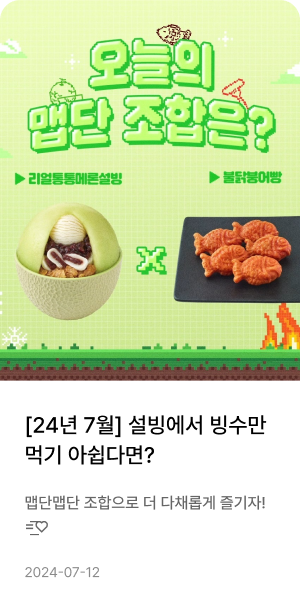 오늘의
맵단 조합은?
▶ 리얼통통메론설빙
▶ 불닭붕어빵
[24년 7월] 설빙에서 빙수만
먹기 아쉽다면?
맵단맵단 조합으로 더 다채롭게 즐기자!
2024-07-12